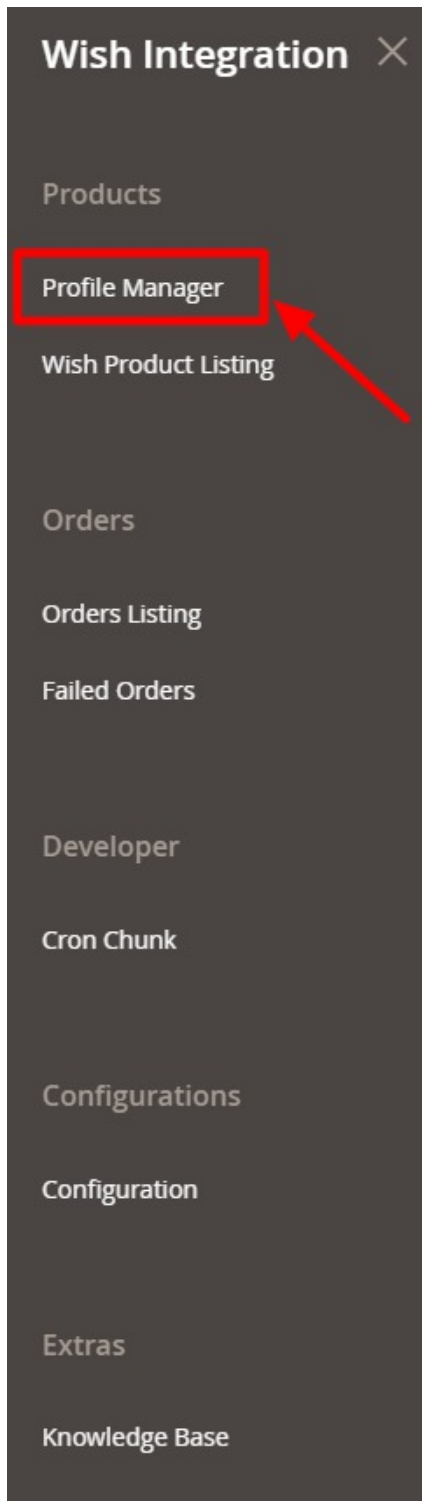 Wish Integration
Products
Profile Manager
Wish Product Listing
Orders
Orders Listing
Failed Orders
Developer
Cron Chunk
Configurations
Configuration
Extras
Knowledge Base